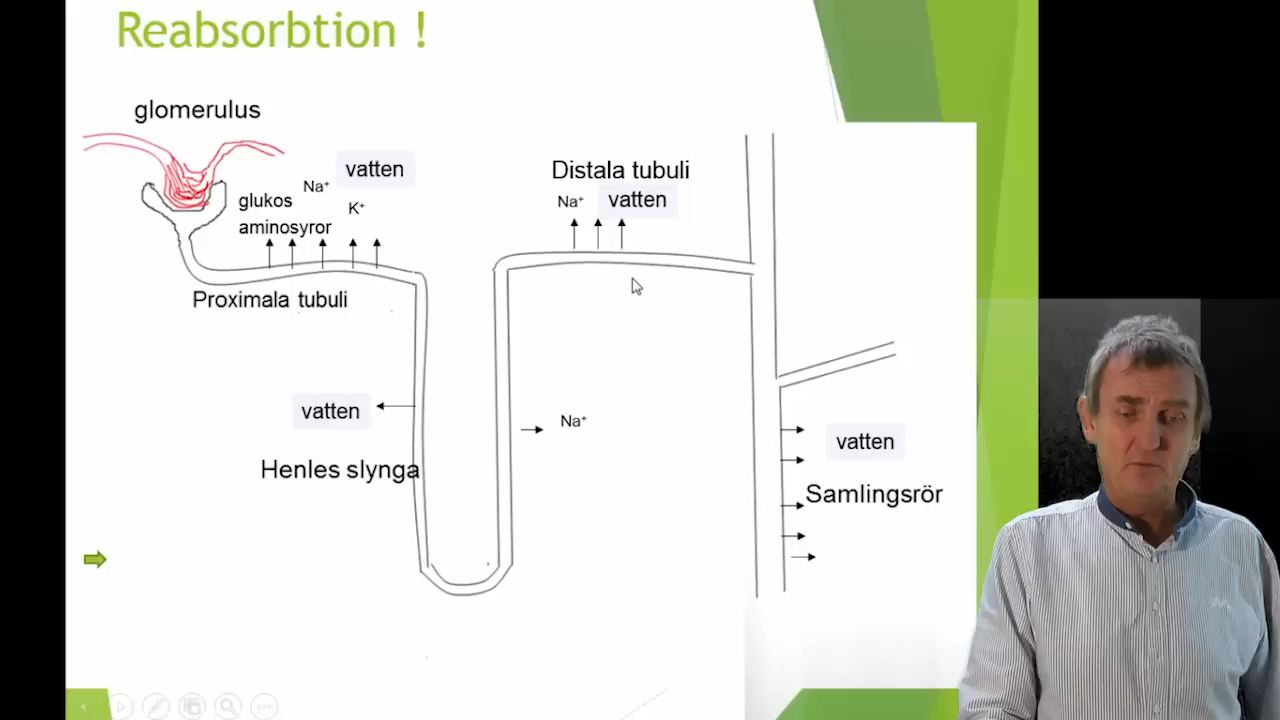 Reabsorbtion !
glomerulus
vatten
Na⁺
glukos
K⁺
aminosyror
Proximala tubuli
Distala tubuli
Na⁺
vatten
vatten
Na⁺
Henles slynga
vatten
Samlingsrör